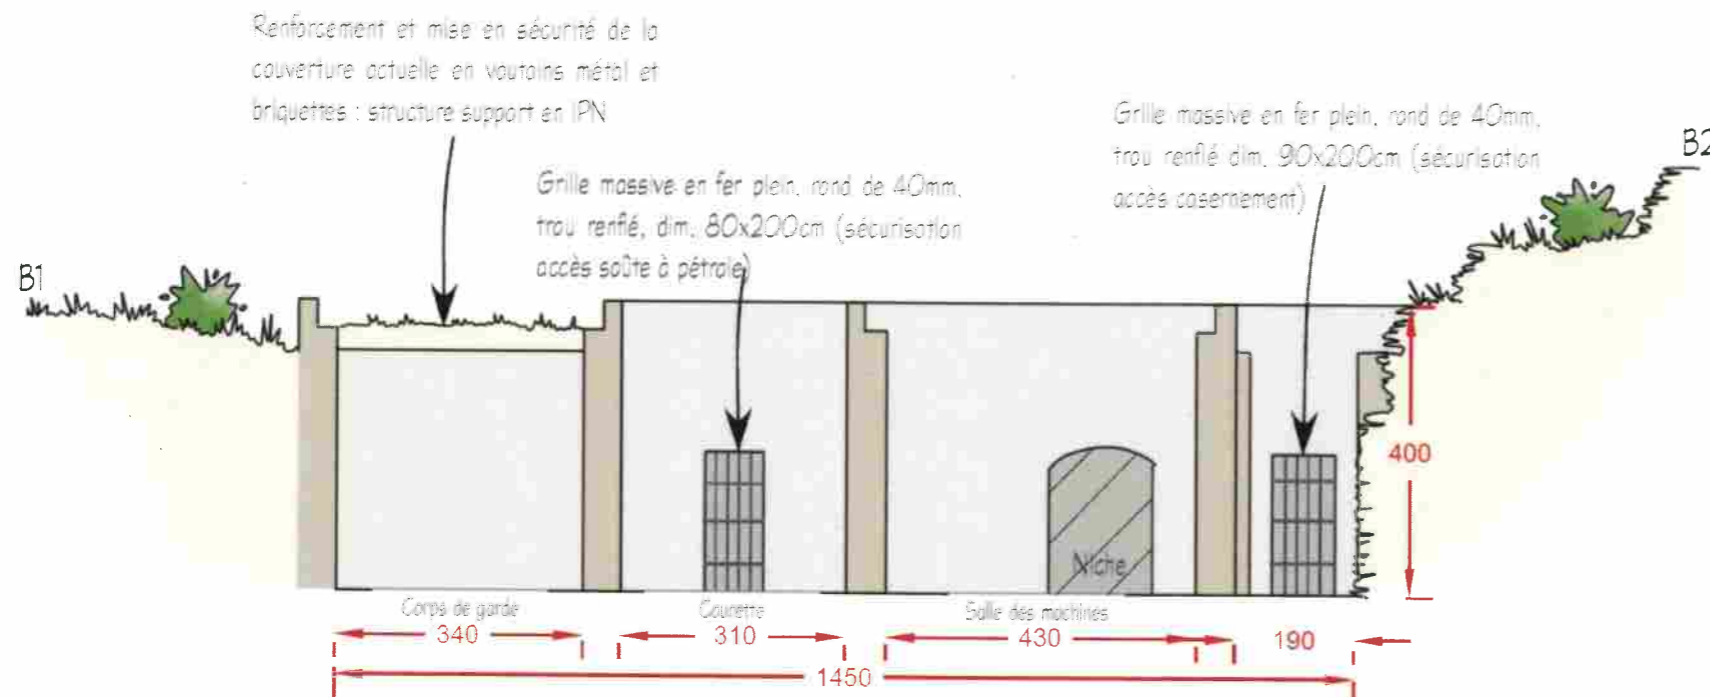 Renforcement et mise en sécurité de la
couverture actuelle en voutains métal et
briquettes : structure support en IPN
Grille massive en fer plein, rond de 40mm,
trou renflé, dim. 80x200cm (sécurisation
accès soûte à pétrole)
Grille massive en fer plein, rond de 40mm,
trou renflé dim. 90x200cm (sécurisation
accès casernement)
B1
B2
400
Niche
Corps de garde
Courette
Salle des machines
340
310
430
190
1450